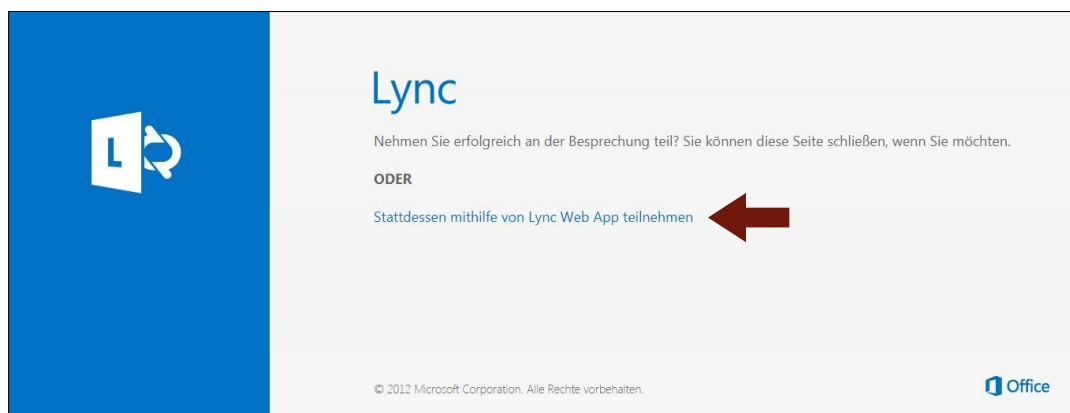 Lync
L
Nehmen Sie erfolgreich an der Besprechung teil? Sie können diese Seite schließen, wenn Sie möchten.
ODER
Stattdessen mithilfe von Lync Web App teilnehmen
© 2012 Microsoft Corporation. Alle Rechte vorbehalten.
Office